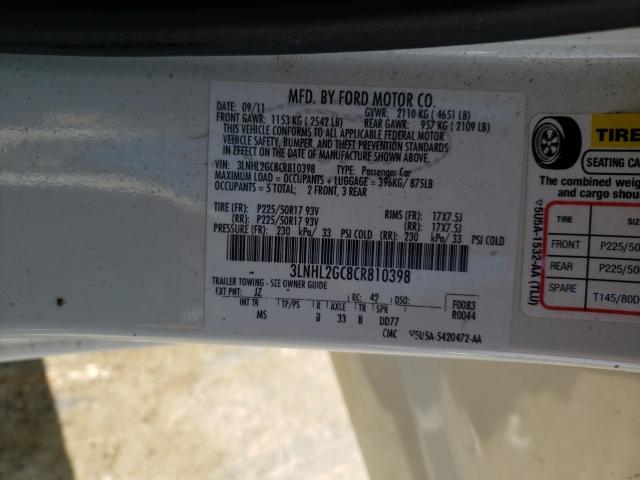 MFD. BY FORD MOTOR CO.
DATE: 09/11 GVWR: 2110 KG ( 4651 LB)
FRONT GAWR: 1153 KG ( 2542 LB) REAR GAWR: 957 KG ( 2109 LB)
THIS VEHICLE CONFORMS TO ALL APPLICABLE FEDERAL MOTOR
VEHICLE SAFETY, BUMPER, AND THEFT PREVENTION STANDARDS
IN EFFECT ON THE DATE OF MANUFACTURE SHOWN ABOVE.
VIN: 3LNHL2GC8CR810398 TYPE: Passenger Car
MAXIMUM LOAD = OCCUPANTS + LUGGAGE = 396KG/ 875LB
OCCUPANTS = 5 TOTAL; 2 FRONT, 3 REAR
TIRE (FR): P225/50R17 93V RIMS (FR): 17X7.5J
(RR): P225/50R17 93V (RR): 17X7.5J
PRESSURE (FR): 230 kPa/ 33 PSI COLD (RR): 230 kPa/ 33 PSI COLD
3LNHL2GC8CR810398
TRAILER TOWING - SEE OWNER GUIDE
EXT PNT: JZ RC: 42 DSO: F0083
INT TR TP/PS R AXLE TR SPR R0044
MS B 33 B DD77
CMC 5U5A-5420472-AA
5U5A-1532-AA (TLU)
TIRE
SEATING CA
The combined weig
and cargo shou
TIRE SIZ
FRONT P225/50
REAR P225/50
SPARE T145/80D